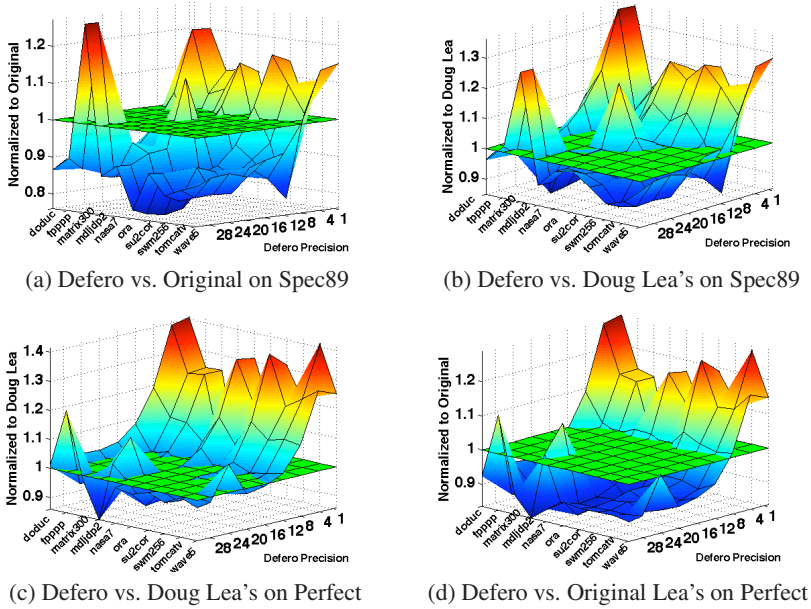 Normalized to Original
1.2
1.1
1
0.9
0.8
doduc
fpppp
matrix300
mdljdp2
nasa7
ora
su2cor
swm256
tomcatv
wave5
28 24 20 16 12 8 4 1
Defero Precision
(a) Defero vs. Original on Spec89
Normalized to Doug Lea
1.3
1.2
1.1
1
0.9
doduc
fpppp
matrix300
mdljdp2
nasa7
ora
su2cor
swm256
tomcatv
wave5
28 24 20 16 12 8 4 1
Defero Precision
(b) Defero vs. Doug Lea's on Spec89
Normalized to Doug Lea
1.4
1.3
1.2
1.1
1
0.9
doduc
fpppp
matrix300
mdljdp2
nasa7
ora
su2cor
swm256
tomcatv
wave5
28 24 20 16 12 8 4 1
Defero Precision
(c) Defero vs. Doug Lea's on Perfect
Normalized to Original
1.2
1.1
1
0.9
doduc
fpppp
matrix300
mdljdp2
nasa7
ora
su2cor
swm256
tomcatv
wave5
28 24 20 16 12 8 4 1
Defero Precision
(d) Defero vs. Original Lea's on Perfect